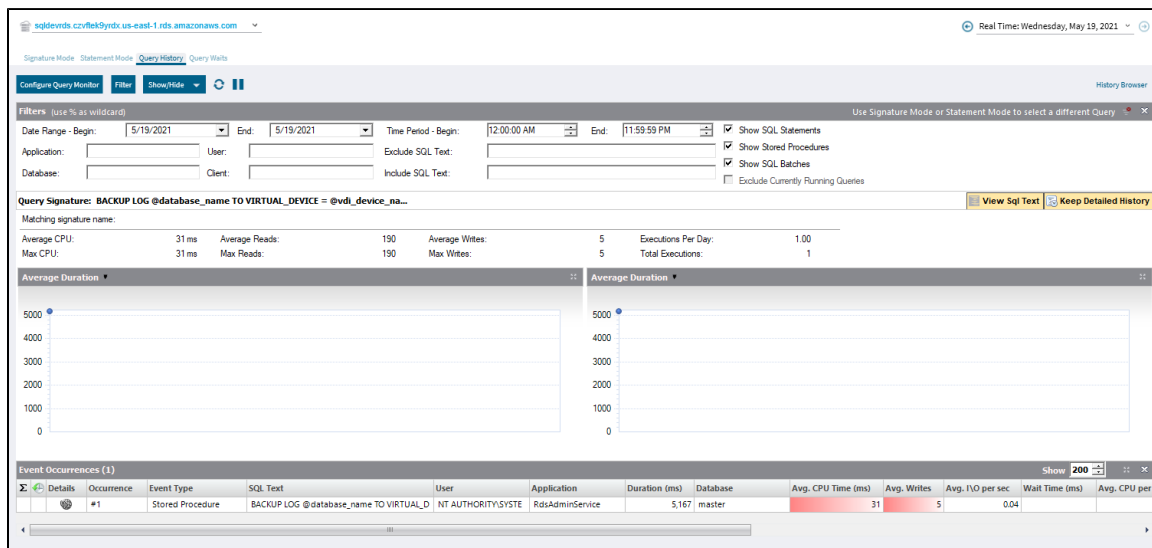 sqldevrds.czvflek9yrdx.us-east-1.rds.amazonaws.com
Real Time: Wednesday, May 19, 2021
Signature Mode Statement Mode Query History Query Waits
Configure Query Monitor Filter Show/Hide History Browser
Filters (use % as wildcard) Use Signature Mode or Statement Mode to select a different Query
Date Range - Begin: 5/19/2021 End: 5/19/2021 Time Period - Begin: 12:00:00 AM End: 11:59:59 PM Show SQL Statements
Application: User: Exclude SQL Text: Show Stored Procedures
Show SQL Batches
Database: Client: Include SQL Text:
Exclude Currently Running Queries
Query Signature: BACKUP LOG @database_name TO VIRTUAL_DEVICE = @vdi_device_na... View Sql Text Keep Detailed History
Matching signature name:
Average CPU: 31 ms Average Reads: 190 Average Writes: 5 Executions Per Day: 1.00
Max CPU: 31 ms Max Reads: 190 Max Writes: 5 Total Executions: 1
Average Duration Average Duration
5000 5000
4000 4000
3000 3000
2000 2000
1000 1000
0 0
Event Occurrences (1) Show 200
Σ Details Occurrence Event Type SQL Text User Application Duration (ms) Database Avg. CPU Time (ms) Avg. Writes Avg. I\O per sec Wait Time (ms) Avg. CPU per
#1 Stored Procedure BACKUP LOG @database_name TO VIRTUAL_D NT AUTHORITY\SYSTE RdsAdminService 5,167 master 31 5 0.04